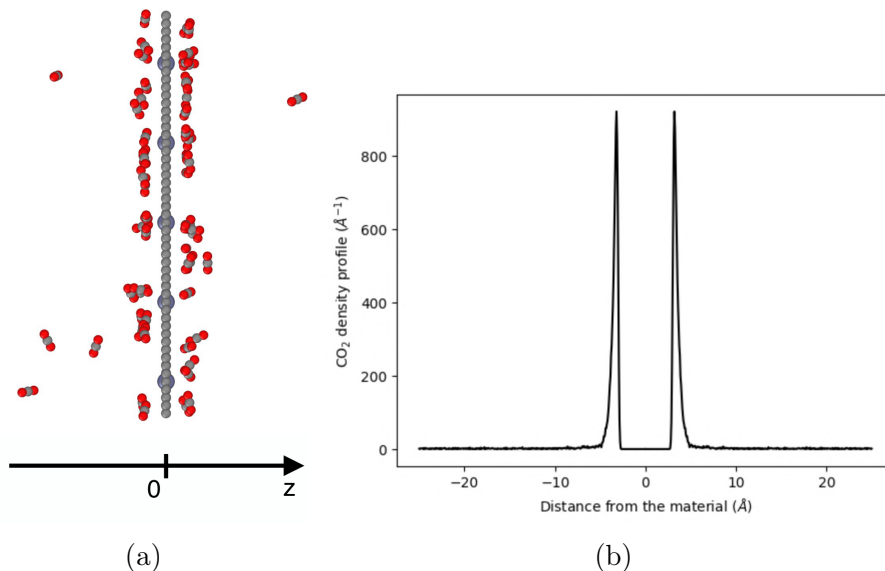 0
z
(a)
CO₂ density profile (Å⁻¹)
800
600
400
200
0
−20
−10
0
10
20
Distance from the material (Å)
(b)